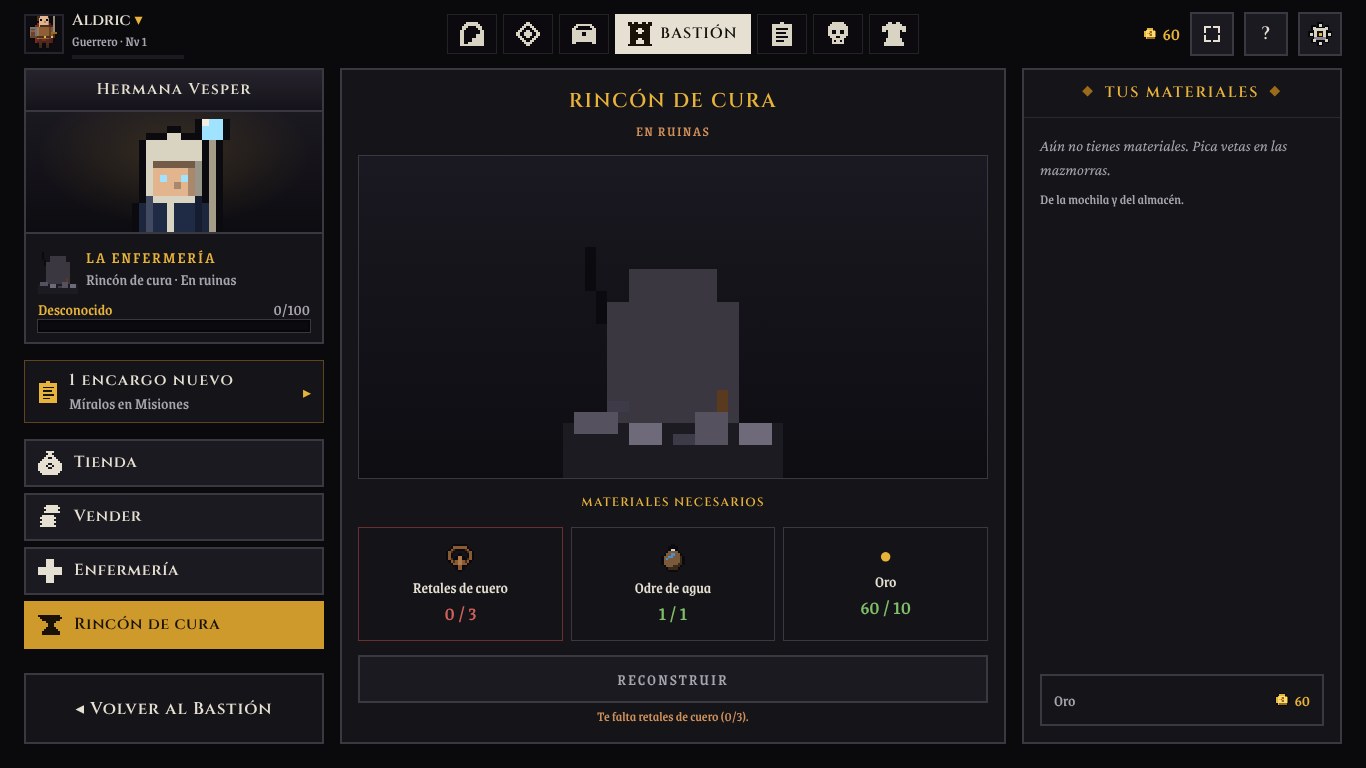 ALDRIC ▾
Guerrero · Nv 1
BASTIÓN
60
?
HERMANA VESPER
LA ENFERMERÍA
Rincón de cura · En ruinas
Desconocido 0/100
1 ENCARGO NUEVO
Míralos en Misiones
▸
TIENDA
VENDER
ENFERMERÍA
RINCÓN DE CURA
◂ VOLVER AL BASTIÓN
RINCÓN DE CURA
EN RUINAS
MATERIALES NECESARIOS
Retales de cuero
0 / 3
Odre de agua
1 / 1
Oro
60 / 10
RECONSTRUIR
Te falta retales de cuero (0/3).
◆ TUS MATERIALES ◆
Aún no tienes materiales. Pica vetas en las
mazmorras.
De la mochila y del almacén.
Oro 60